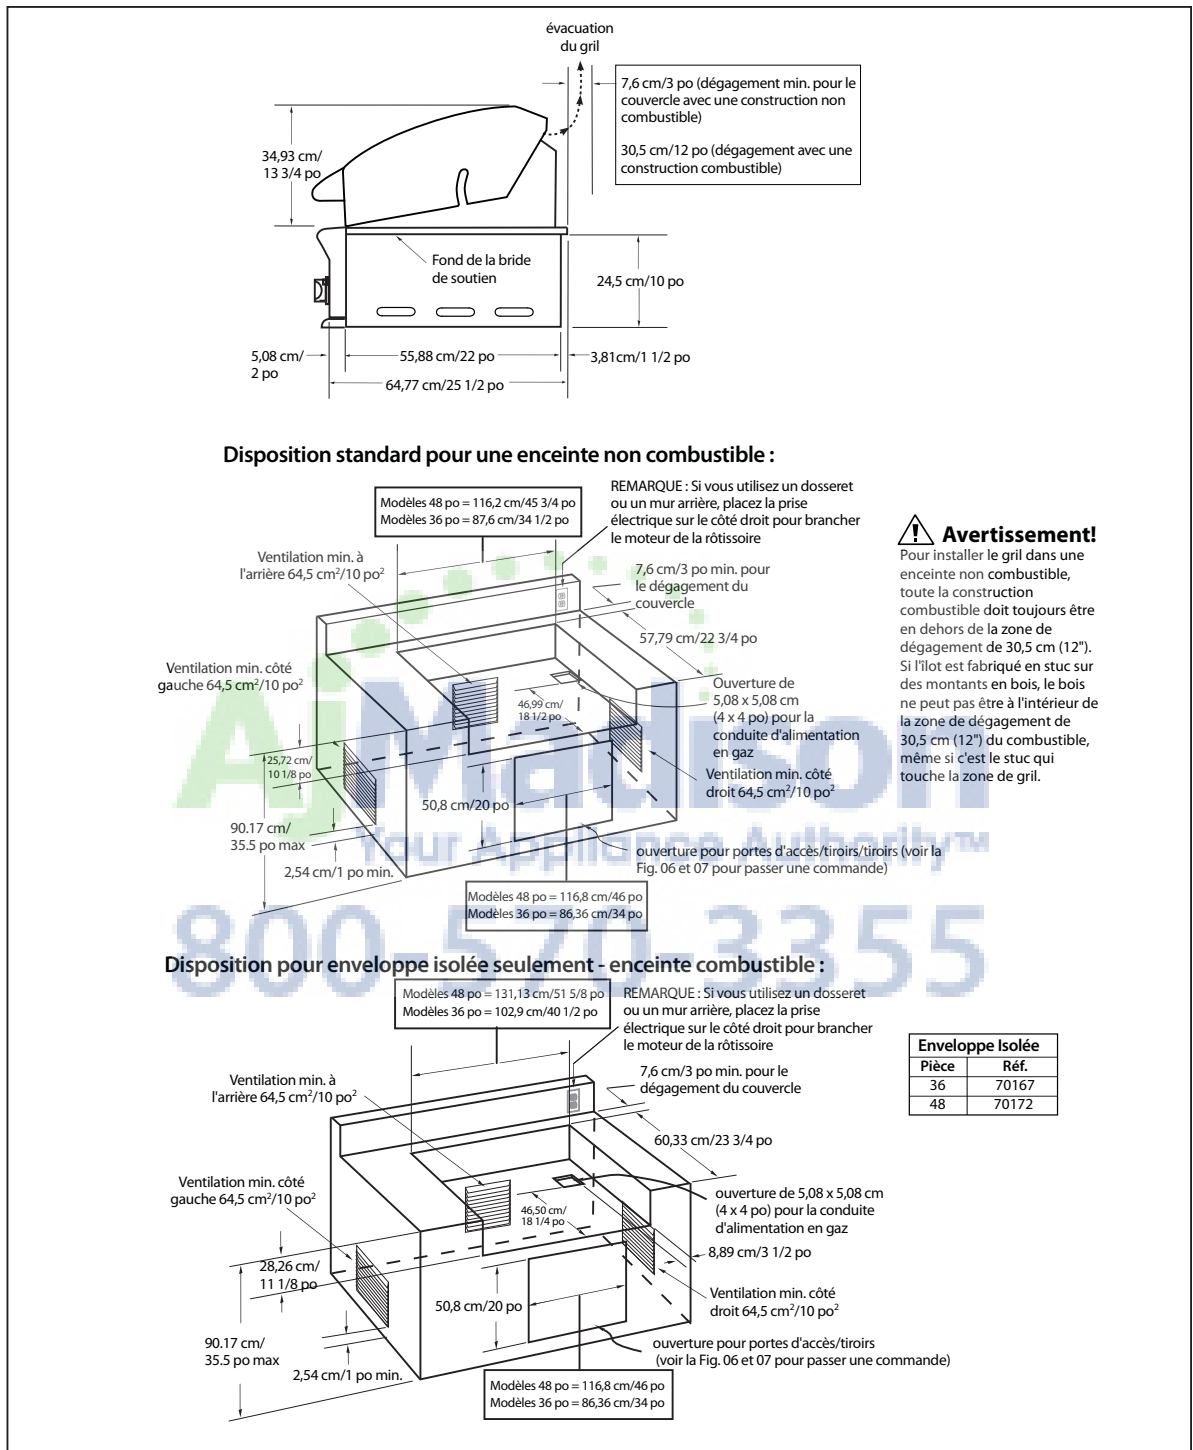 évacuation
du gril
7,6 cm/3 po (dégagement min. pour le
couvercle avec une construction non
combustible)
30,5 cm/12 po (dégagement avec une
construction combustible)
34,93 cm/
13 3/4 po
Fond de la bride
de soutien
24,5 cm/10 po
5,08 cm/
2 po
55,88 cm/22 po
3,81cm/1 1/2 po
64,77 cm/25 1/2 po
Disposition standard pour une enceinte non combustible :
Modèles 48 po = 116,2 cm/45 3/4 po
Modèles 36 po = 87,6 cm/34 1/2 po
REMARQUE : Si vous utilisez un dosseret
ou un mur arrière, placez la prise
électrique sur le côté droit pour brancher
le moteur de la rôtissoire
Ventilation min. à
l'arrière 64,5 cm²/10 po²
7,6 cm/3 po min. pour
le dégagement du
couvercle
57,79 cm/22 3/4 po
Avertissement!
Pour installer le gril dans une
enceinte non combustible,
toute la construction
combustible doit toujours être
en dehors de la zone de
dégagement de 30,5 cm (12").
Si l'îlot est fabriqué en stuc sur
des montants en bois, le bois
ne peut pas être à l'intérieur de
la zone de dégagement de
30,5 cm (12") du combustible,
même si c'est le stuc qui
touche la zone de gril.
Ventilation min. côté
gauche 64,5 cm²/10 po²
46,99 cm/
18 1/2 po
Ouverture de
5,08 x 5,08 cm
(4 x 4 po) pour la
conduite d'alimentation
en gaz
Ventilation min. côté
droit 64,5 cm²/10 po²
25,72 cm/
10 1/8 po
50,8 cm/20 po
90.17 cm/
35.5 po max
2,54 cm/1 po min.
ouverture pour portes d'accès/tiroirs/tiroirs (voir la
Fig. 06 et 07 pour passer une commande)
Modèles 48 po = 116,8 cm/46 po
Modèles 36 po = 86,36 cm/34 po
AjMadison
Your Appliance Authority™
800-570-3355
Disposition pour enveloppe isolée seulement - enceinte combustible :
Modèles 48 po = 131,13 cm/51 5/8 po
Modèles 36 po = 102,9 cm/40 1/2 po
REMARQUE : Si vous utilisez un dosseret
ou un mur arrière, placez la prise
électrique sur le côté droit pour brancher
le moteur de la rôtissoire
Enveloppe Isolée
Pièce Réf.
36 70167
48 70172
Ventilation min. à
l'arrière 64,5 cm²/10 po²
7,6 cm/3 po min. pour le
dégagement du couvercle
60,33 cm/23 3/4 po
Ventilation min. côté
gauche 64,5 cm²/10 po²
46,50 cm/
18 1/4 po
ouverture de 5,08 x 5,08 cm
(4 x 4 po) pour la conduite
d'alimentation en gaz
8,89 cm/3 1/2 po
28,26 cm/
11 1/8 po
50,8 cm/20 po
Ventilation min. côté
droit 64,5 cm²/10 po²
90.17 cm/
35.5 po max
2,54 cm/1 po min.
ouverture pour portes d'accès/tiroirs
(voir la Fig. 06 et 07 pour passer une commande)
Modèles 48 po = 116,8 cm/46 po
Modèles 36 po = 86,36 cm/34 po